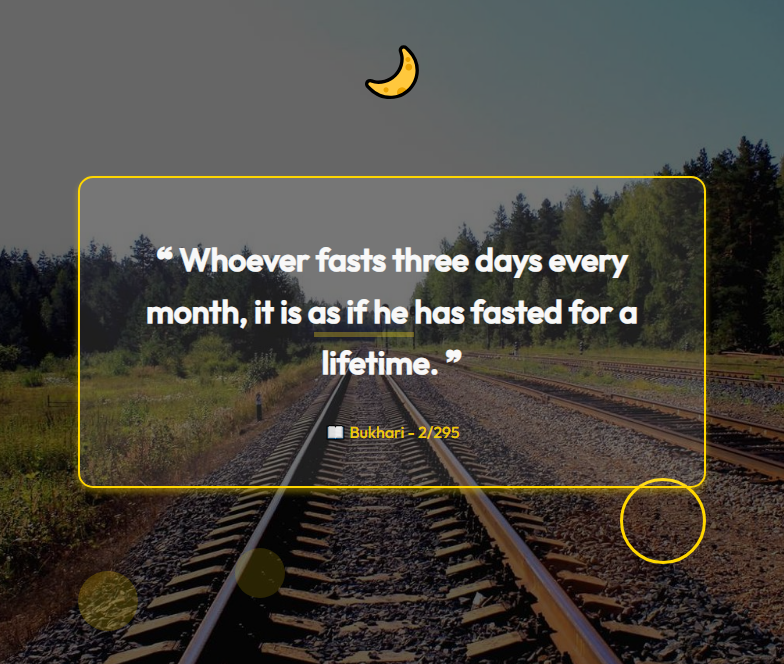 “ Whoever fasts three days every
month, it is as if he has fasted for a
lifetime. ”
Bukhari - 2/295